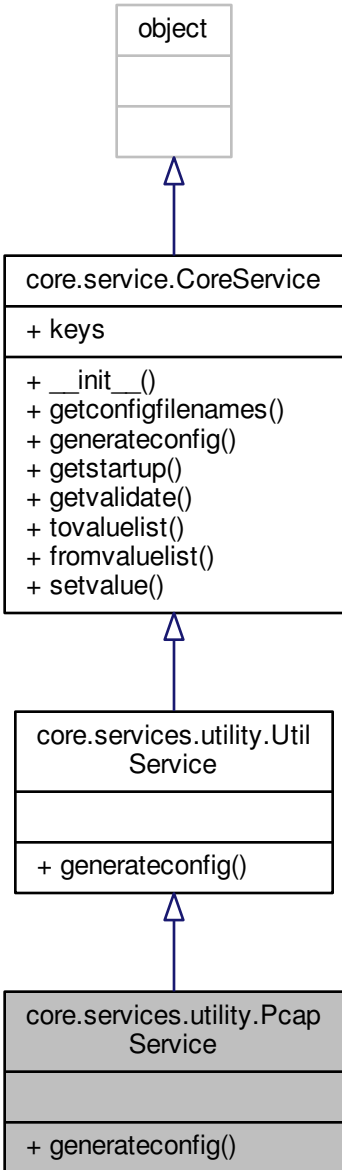 object
core.service.CoreService
+ keys
+ __init__()
+ getconfigfilenames()
+ generateconfig()
+ getstartup()
+ getvalidate()
+ tovaluelist()
+ fromvaluelist()
+ setvalue()
core.services.utility.Util
Service
+ generateconfig()
core.services.utility.Pcap
Service
+ generateconfig()